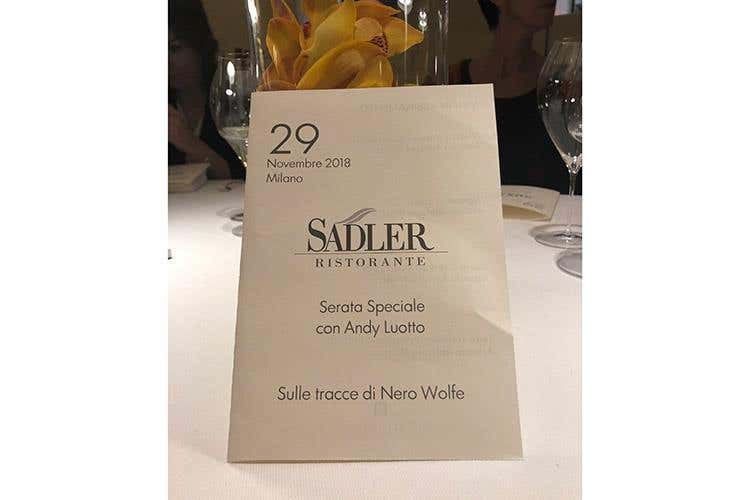 29
Novembre 2018
Milano
SADLER
RISTORANTE
Serata Speciale
con Andy Luotto
Sulle tracce di Nero Wolfe